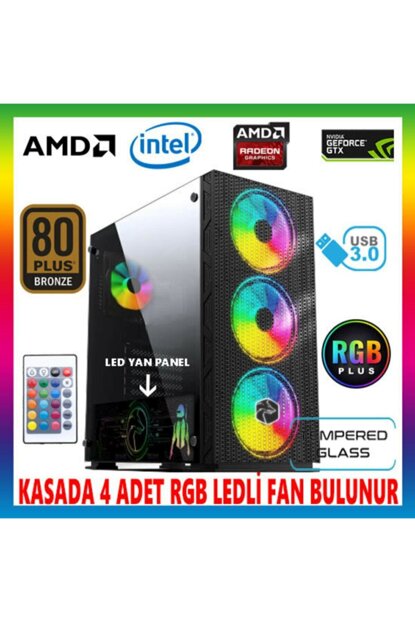 AMD
intel
AMD
RADEON
GRAPHICS
NVIDIA
GEFORCE
GTX
80
PLUS
BRONZE
USB
3.0
LED YAN PANEL
RGB
PLUS
EMPERED
GLASS
KASADA 4 ADET RGB LEDLİ FAN BULUNUR